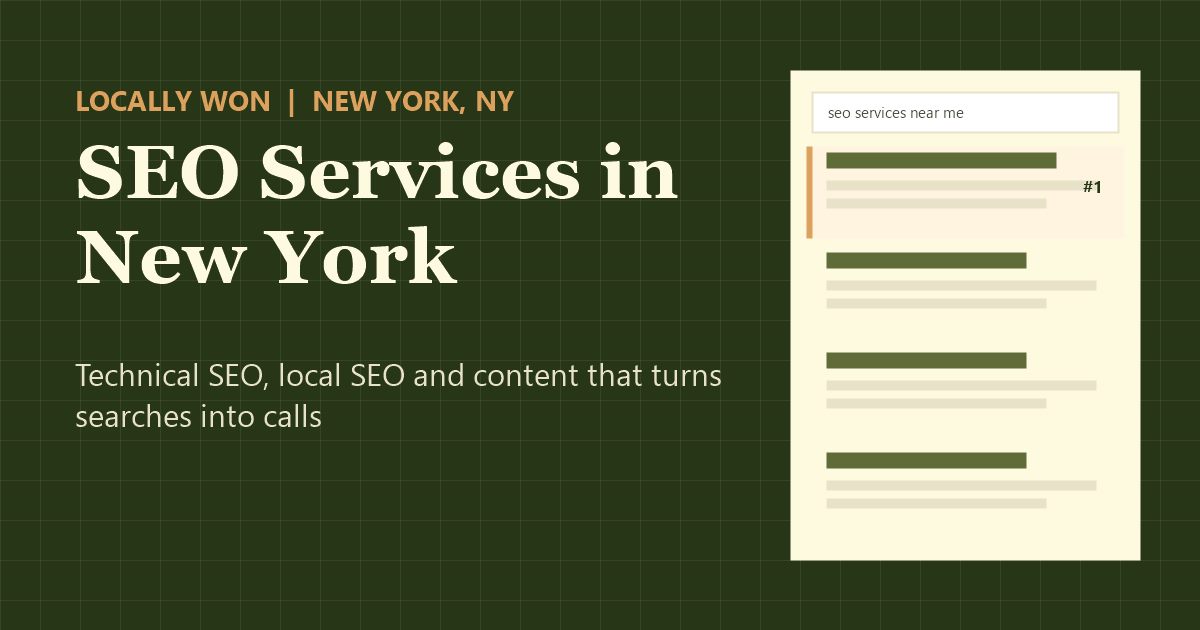 LOCALLY WON | NEW YORK, NY
SEO Services in
New York
Technical SEO, local SEO and content that turns
searches into calls
seo services near me
#1